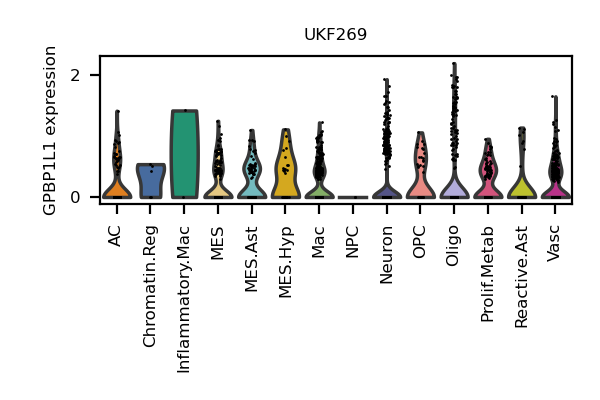 UKF269
GPBP1L1 expression
2
0
AC
Chromatin.Reg
Inflammatory.Mac
MES
MES.Ast
MES.Hyp
Mac
NPC
Neuron
OPC
Oligo
Prolif.Metab
Reactive.Ast
Vasc